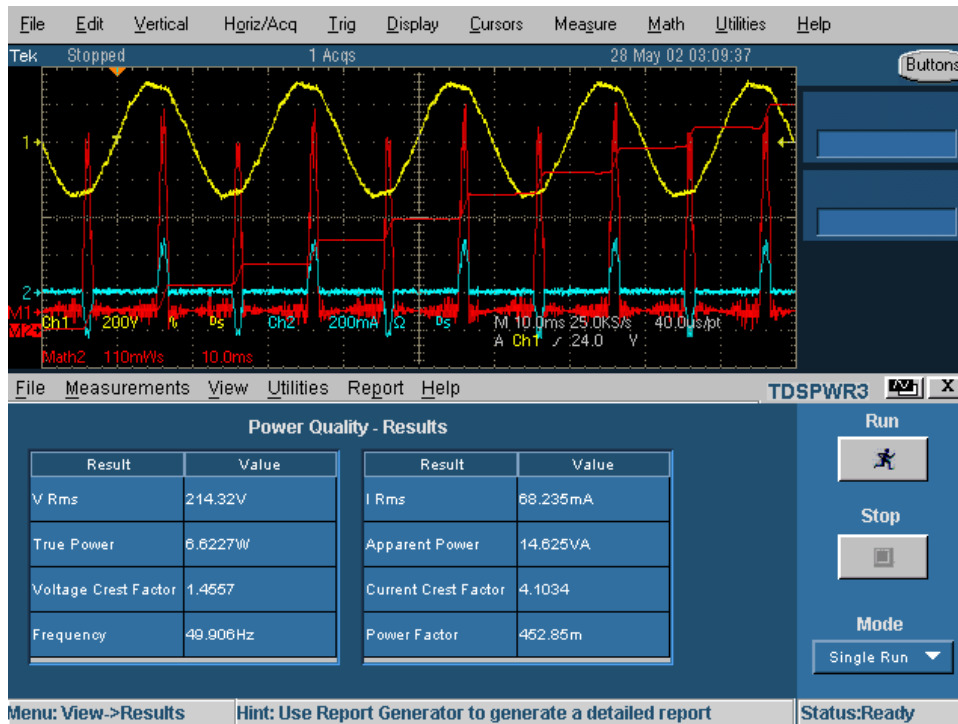 File Edit Vertical Horiz/Acq Trig Display Cursors Measure Math Utilities Help
Tek Stopped 1 Acqs 28 May 02 03:09:37
Buttons
1
2
M1
M2
Ch1 200V Ch2 200mA Ω M 10.0ms 25.0KS/s 40.0µs/pt
A Ch1 24.0 V
Math2 110mWs 10.0ms
File Measurements View Utilities Report Help TDSPWR3 X
Power Quality - Results
Result Value Result Value
V Rms 214.32V I Rms 68.235mA
True Power 6.6227W Apparent Power 14.625VA
Voltage Crest Factor 1.4557 Current Crest Factor 4.1034
Frequency 49.906Hz Power Factor 452.85m
Run
Stop
Mode
Single Run
Menu: View->Results Hint: Use Report Generator to generate a detailed report Status:Ready